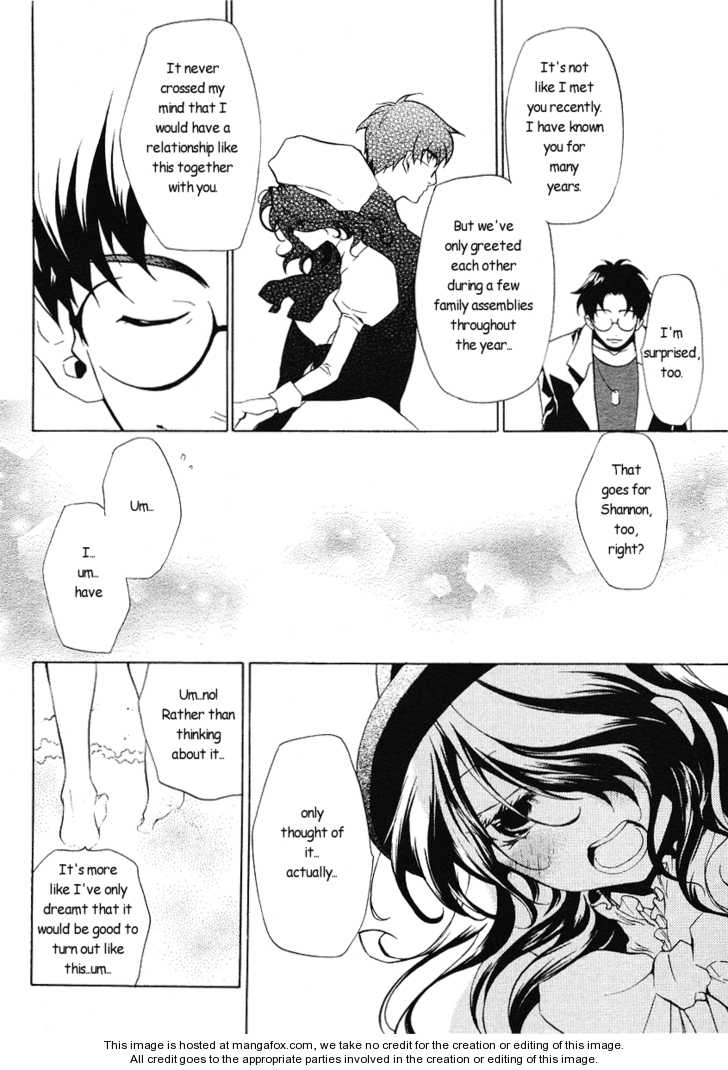 It's not
like I met
you recently.
I have known
you for
many
years.
But we've
only greeted
each other
during a few
family assemblies
throughout
the year...
It never
crossed my
mind that I
would have a
relationship like
this together
with you.
I'm
surprised,
too.
That
goes for
Shannon,
too,
right?
Um...
I...
um...
have
only
thought of
it...
actually...
Um..no!
Rather than
thinking
about it...
It's more
like I've only
dreamt that it
would be good to
turn out like
this..um..
This image is hosted at mangafox.com, we take no credit for the creation or editing of this image.
All credit goes to the appropriate parties involved in the creation or editing of this image.